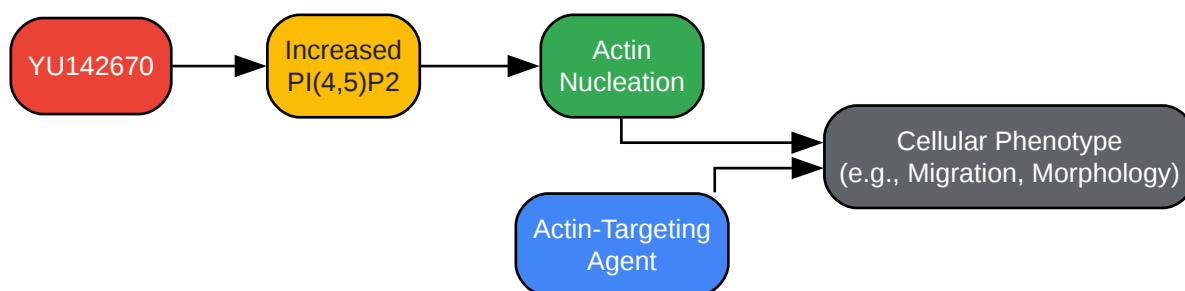 YU142670
Increased
PI(4,5)P2
Actin
Nucleation
Cellular Phenotype
(e.g., Migration, Morphology)
Actin-Targeting
Agent